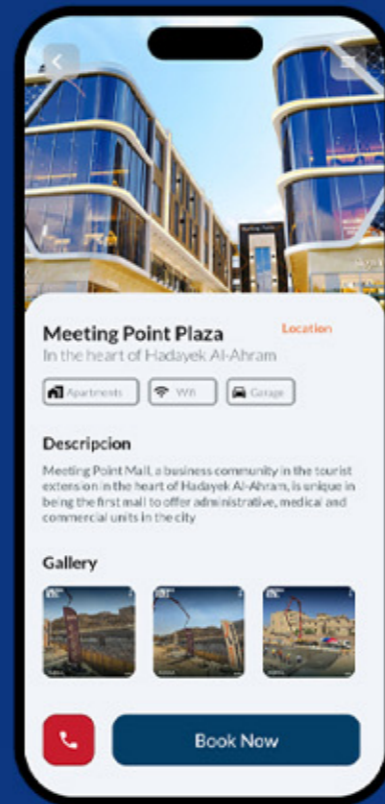 Meeting Point Plaza
Location
In the heart of Hadayek Al-Ahram
Apartments
Wifi
Garage
Descripcion
Meeting Point Mall, a business community in the tourist
extension in the heart of Hadayek Al-Ahram, is unique in
being the first mall to offer administrative, medical and
commercial units in the city
Gallery
Book Now